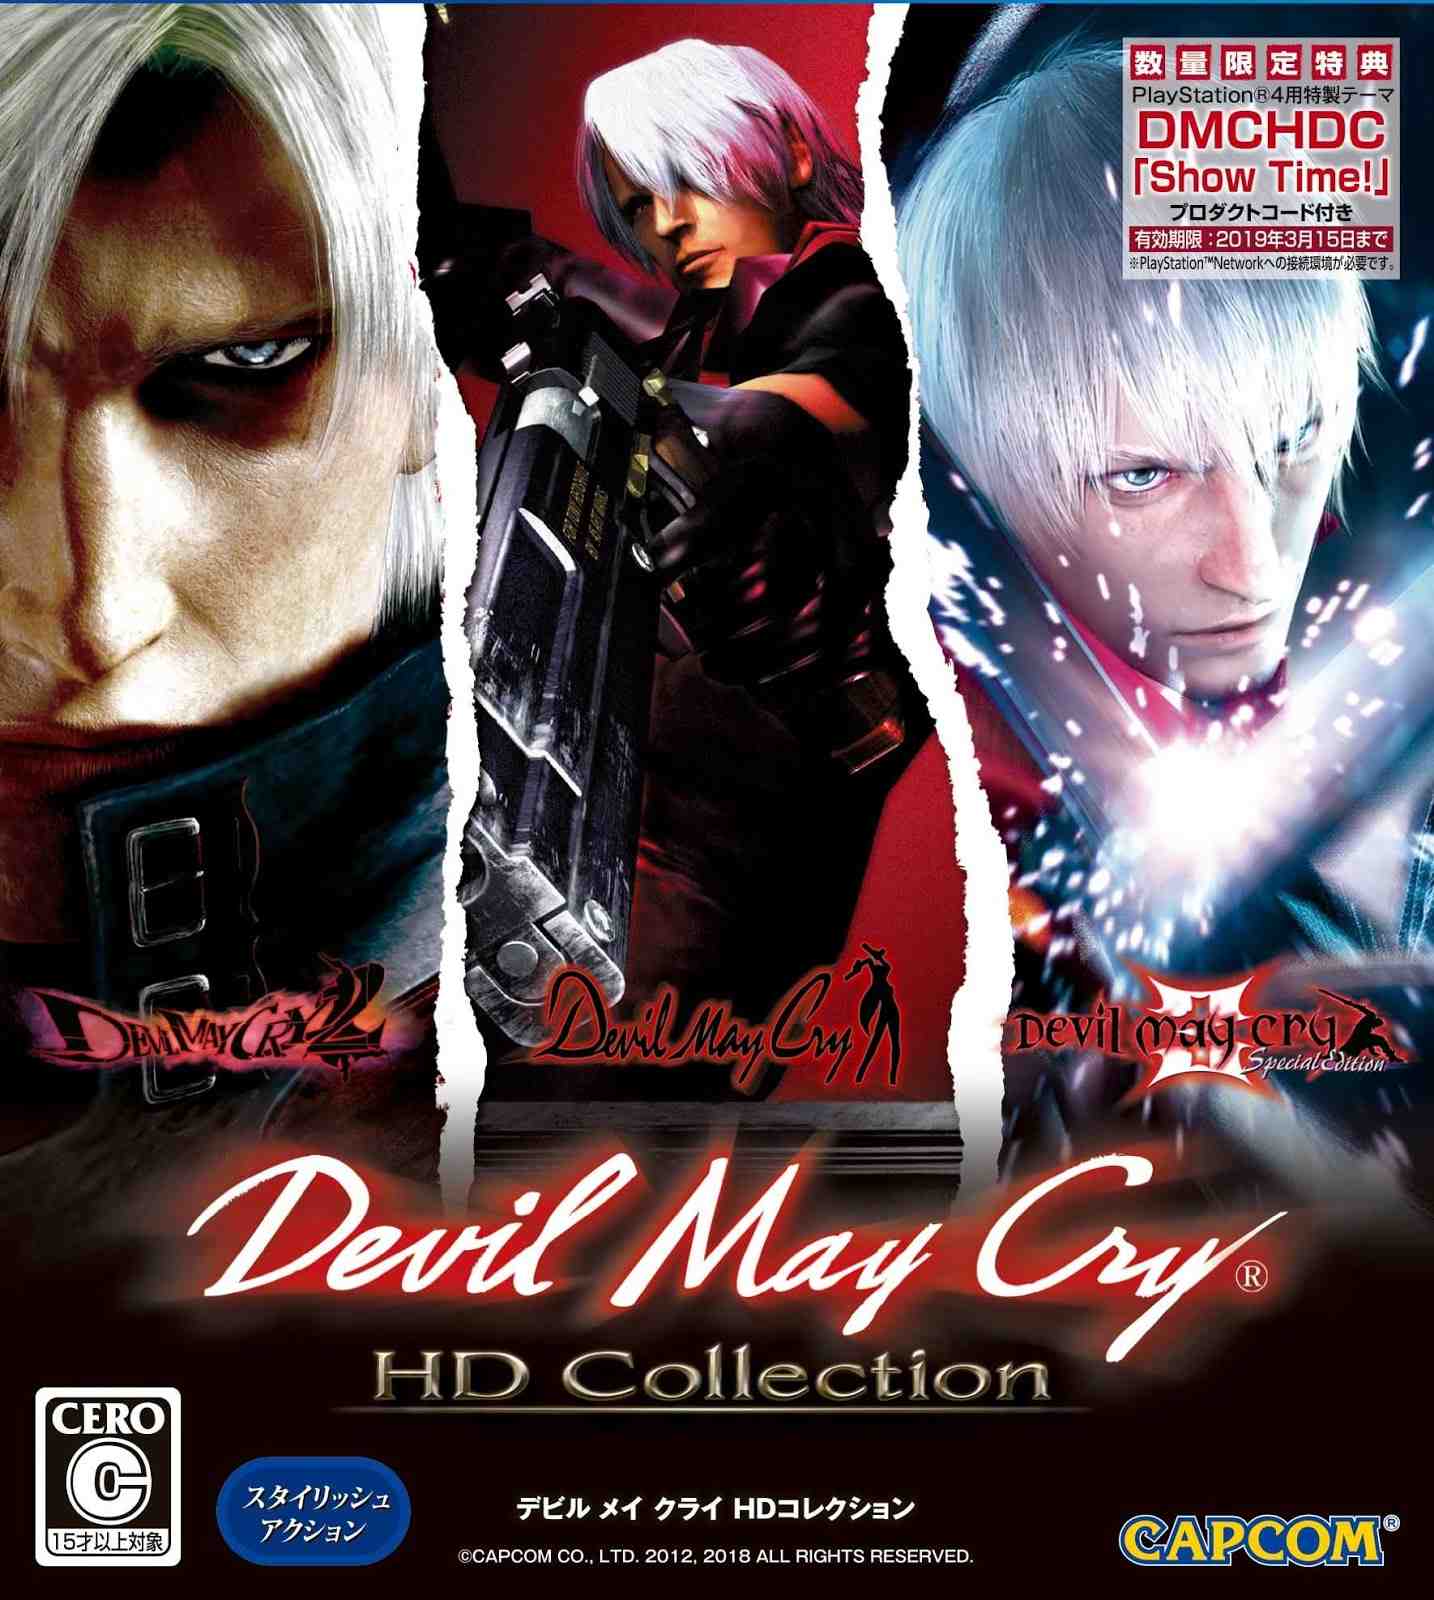 数量限定特典
PlayStation®4用特製テーマ
DMCHDC
「Show Time!」
プロダクトコード付き
有効期限：2019年3月15日まで
※PlayStation™Networkへの接続環境が必要です。
DEVIL MAY CRY 2
Devil May Cry
Devil may cry 3
Special Edition
Devil May Cry®
HD Collection
CERO
C
15才以上対象
スタイリッシュ
アクション
デビル メイ クライ HDコレクション
©CAPCOM CO., LTD. 2012, 2018 ALL RIGHTS RESERVED.
CAPCOM®